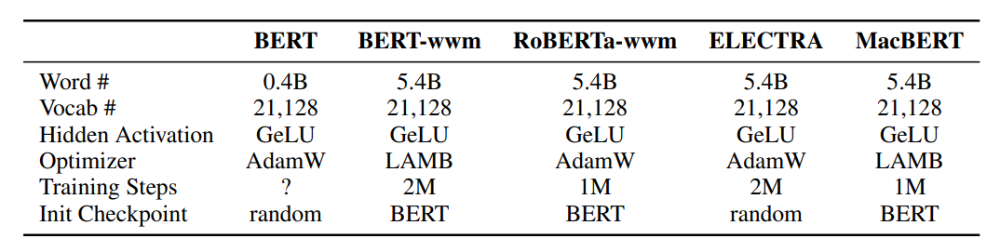 BERT BERT-wwm RoBERTa-wwm ELECTRA MacBERT
Word # 0.4B 5.4B 5.4B 5.4B 5.4B
Vocab # 21,128 21,128 21,128 21,128 21,128
Hidden Activation GeLU GeLU GeLU GeLU GeLU
Optimizer AdamW LAMB AdamW AdamW LAMB
Training Steps ? 2M 1M 2M 1M
Init Checkpoint random BERT BERT random BERT